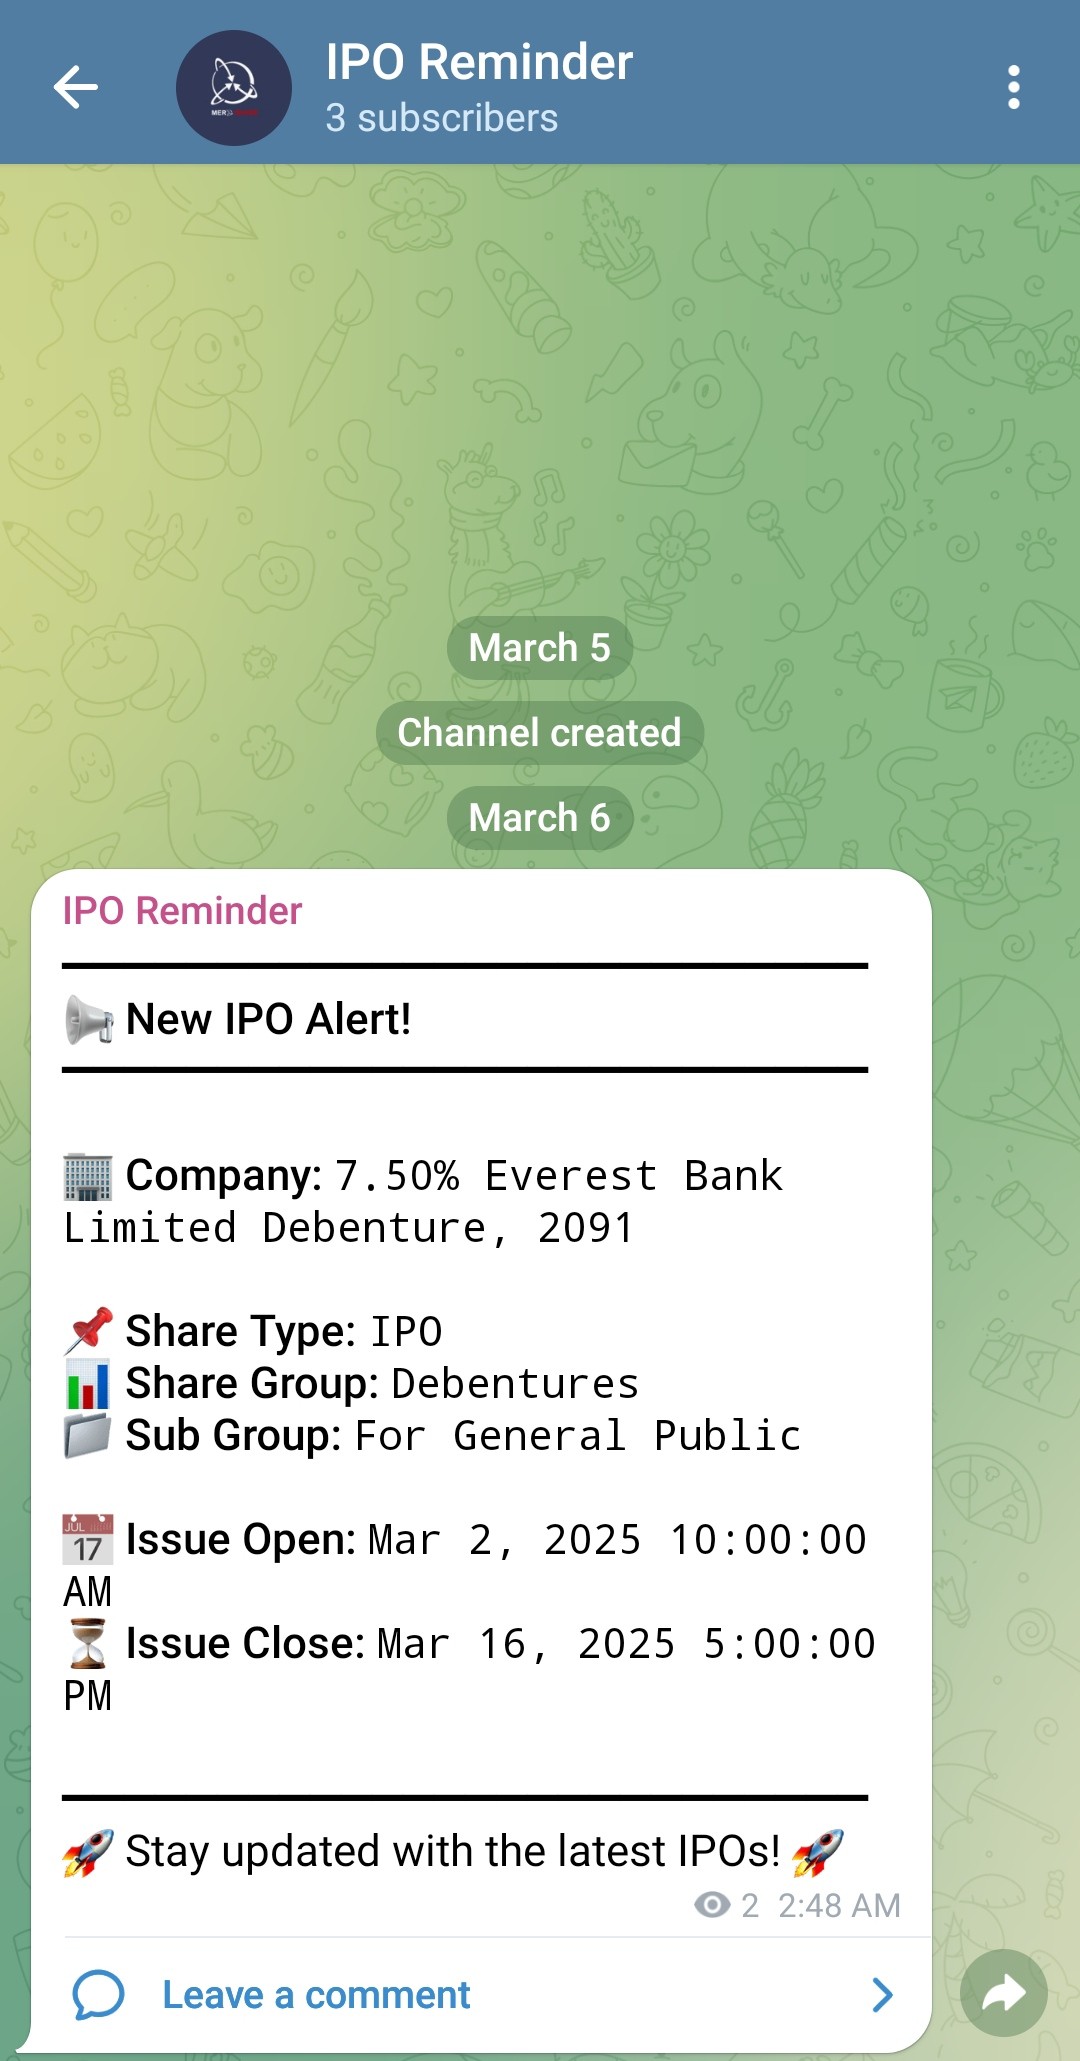 IPO Reminder
3 subscribers
March 5
Channel created
March 6
IPO Reminder
New IPO Alert!
Company: 7.50% Everest Bank
Limited Debenture, 2091
Share Type: IPO
Share Group: Debentures
Sub Group: For General Public
JUL
17
Issue Open: Mar 2, 2025 10:00:00
AM
Issue Close: Mar 16, 2025 5:00:00
PM
Stay updated with the latest IPOs!
2 2:48 AM
Leave a comment